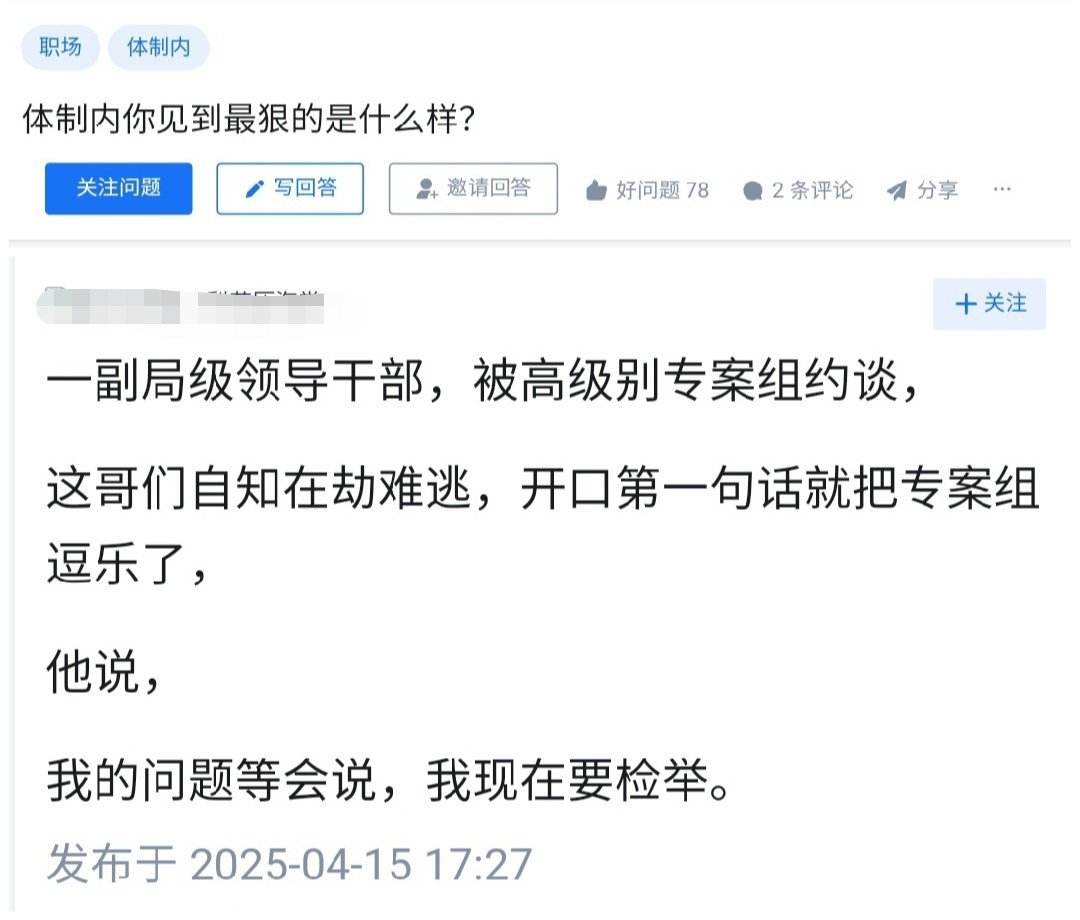 职场 体制内
体制内你见到最狠的是什么样？
关注问题 写回答 邀请回答 好问题 78 2 条评论 分享 ...
+ 关注
一副局级领导干部，被高级别专案组约谈，
这哥们自知在劫难逃，开口第一句话就把专案组
逗乐了，
他说，
我的问题等会说，我现在要检举。
发布于 2025-04-15 17:27